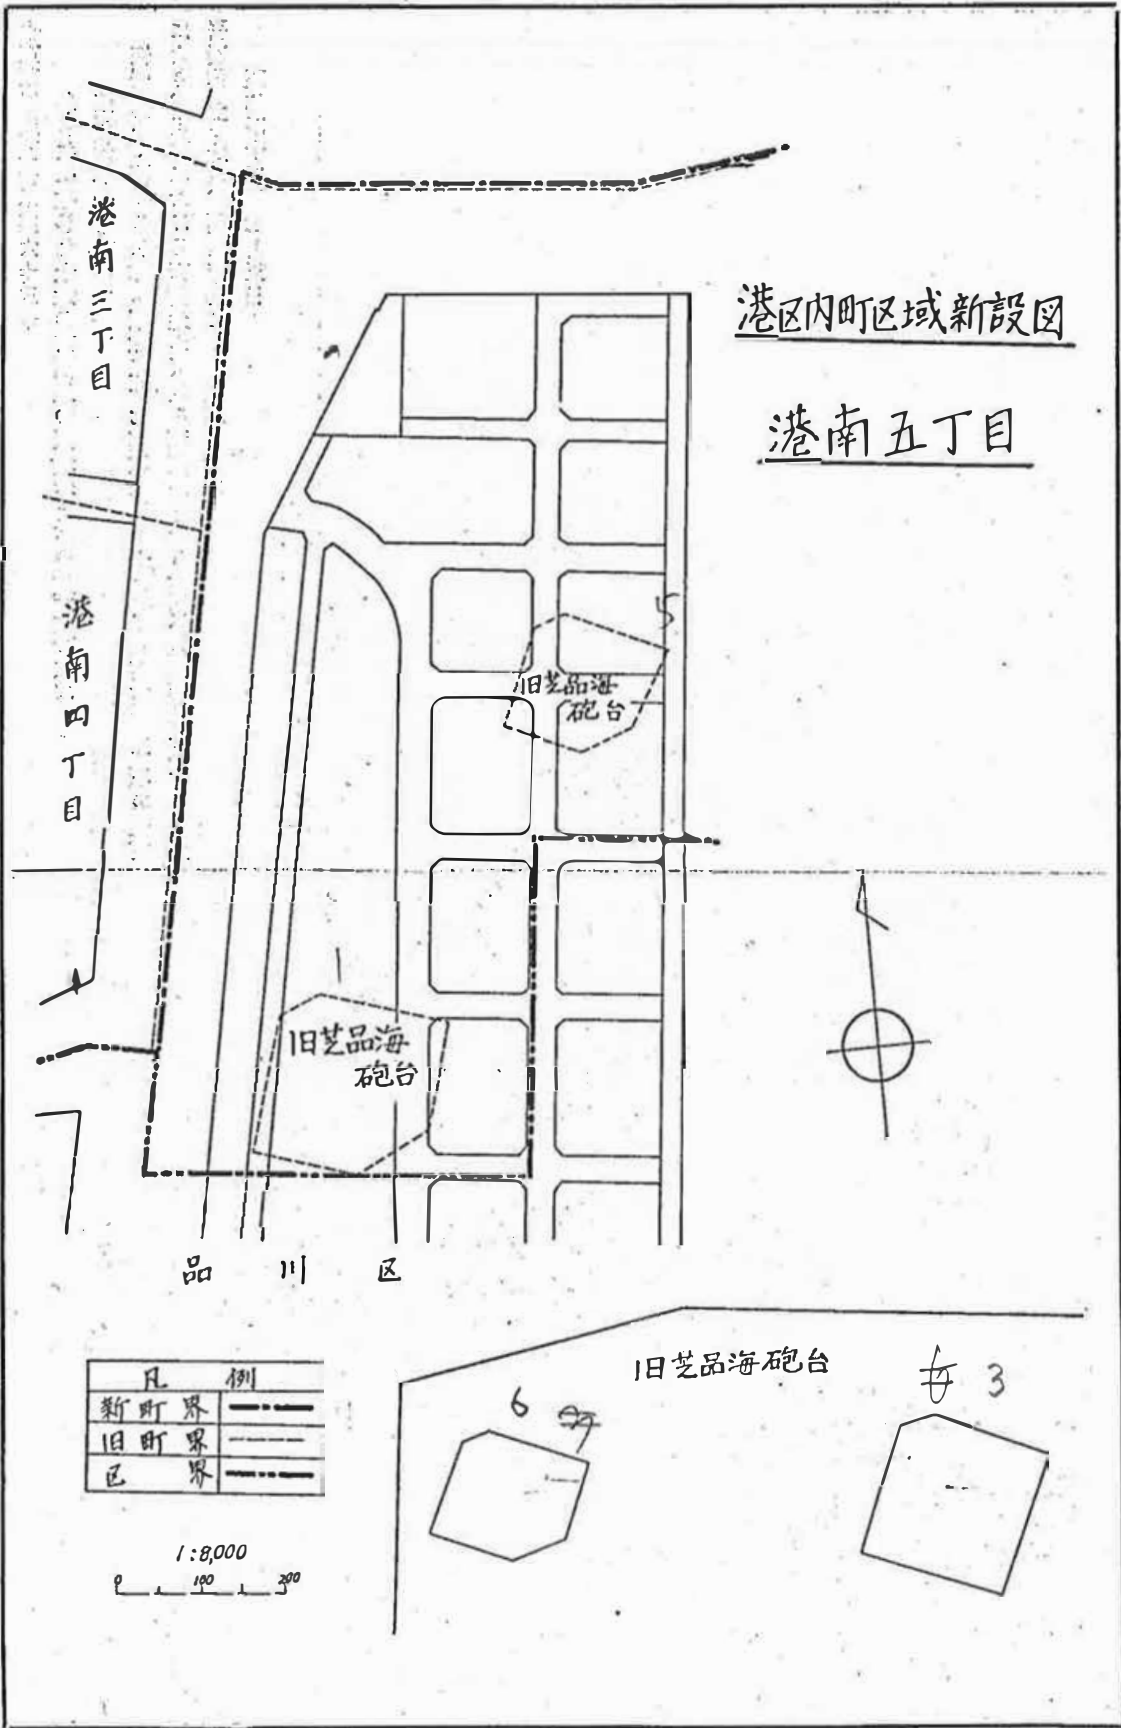 港区内町区域新設図
港南五丁目
港南三丁目
港南四丁目
5
旧芝品海
砲台
1
旧芝品海
砲台
品川区
旧芝品海砲台
6
3
凡例
新町界
旧町界
区界
1:8,000
0 100 200